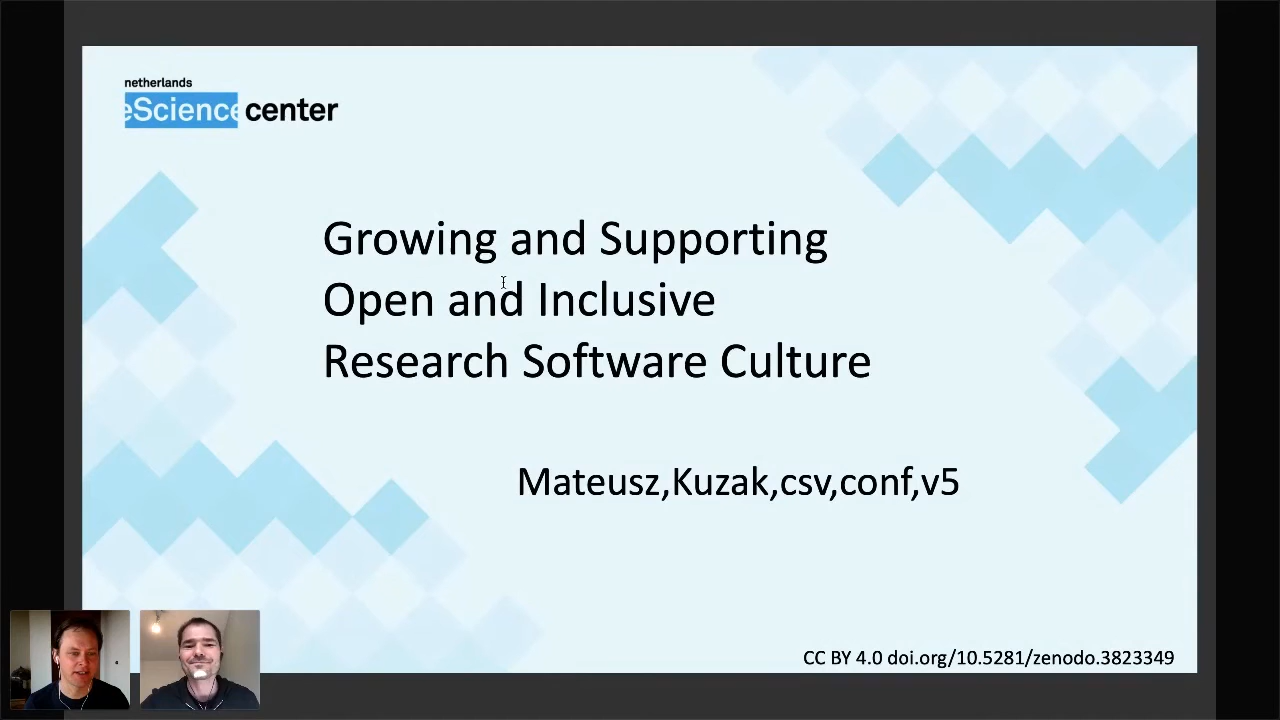 netherlands
eScience center
Growing and Supporting
Open and Inclusive
Research Software Culture
Mateusz,Kuzak,csv,conf,v5
CC BY 4.0 doi.org/10.5281/zenodo.3823349